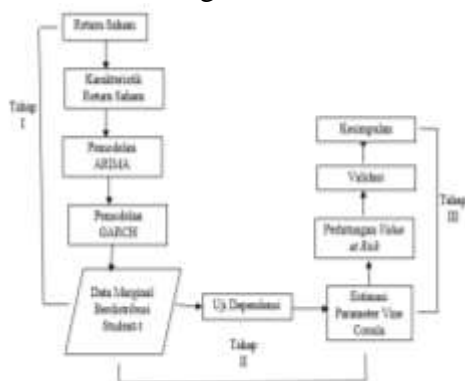 Return Saham
Karakteristik
Return Saham
Tahap
I
Pemodelan
ARIMA
Pemodelan
GARCH
Data Marginal
Berdistribusi
Student-t
Uji Dependensi
Tahap
II
Estimasi
Parameter Vine
Copula
Perhitungan Value
at Risk
Validasi
Kesimpulan
Tahap
III